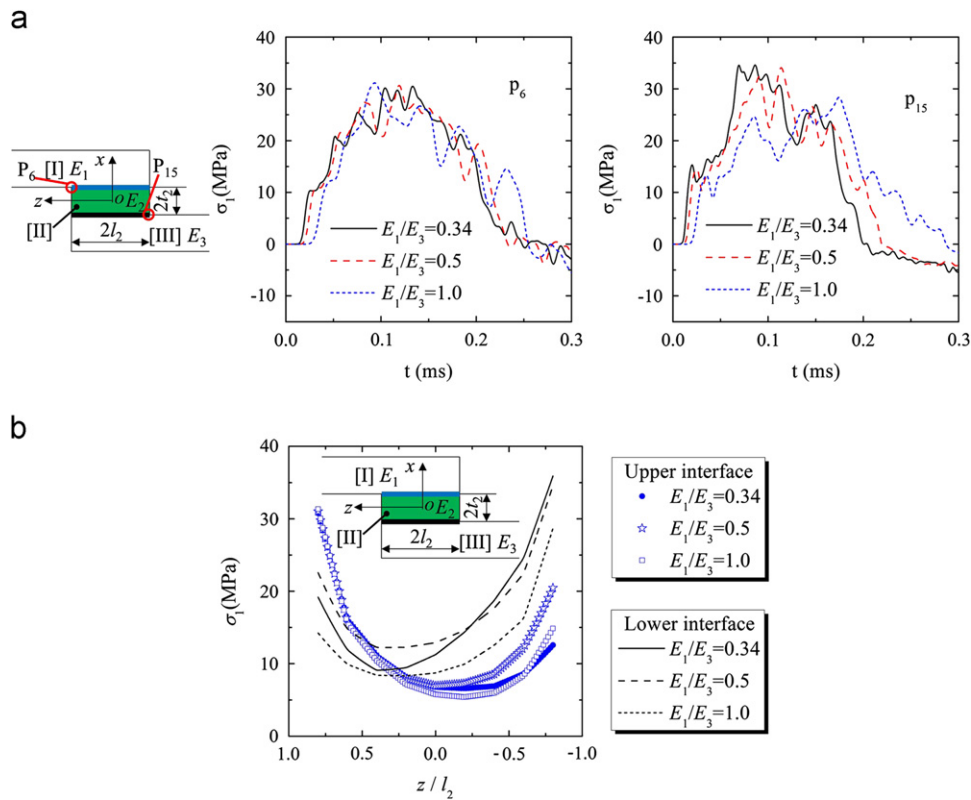 a
P6
[I] E1
x
P15
z
o E2
2t2
[II]
2l2
[III] E3
σ1(MPa)
40
30
20
10
0
-10
0.0
0.1
0.2
0.3
t (ms)
p6
E1/E3=0.34
E1/E3=0.5
E1/E3=1.0
σ1(MPa)
40
30
20
10
0
-10
0.0
0.1
0.2
0.3
t (ms)
p15
E1/E3=0.34
E1/E3=0.5
E1/E3=1.0
b
σ1(MPa)
40
30
20
10
0
1.0
0.5
0.0
-0.5
-1.0
z / l2
[I] E1
x
z
o E2
2t2
[II]
2l2
[III] E3
Upper interface
E1/E3=0.34
E1/E3=0.5
E1/E3=1.0
Lower interface
E1/E3=0.34
E1/E3=0.5
E1/E3=1.0